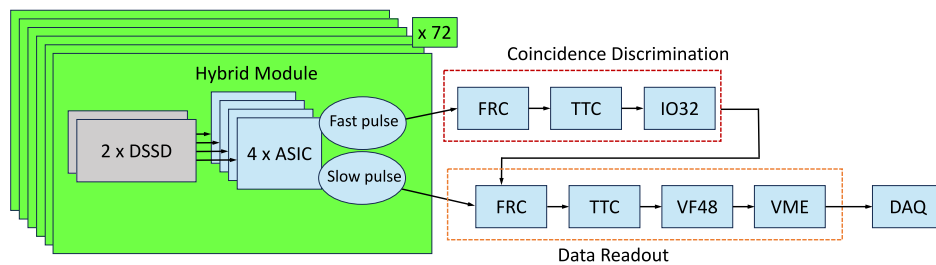 x 72
Hybrid Module
2 x DSSD
4 x ASIC
Fast pulse
Slow pulse
Coincidence Discrimination
FRC
TTC
IO32
FRC
TTC
VF48
VME
DAQ
Data Readout